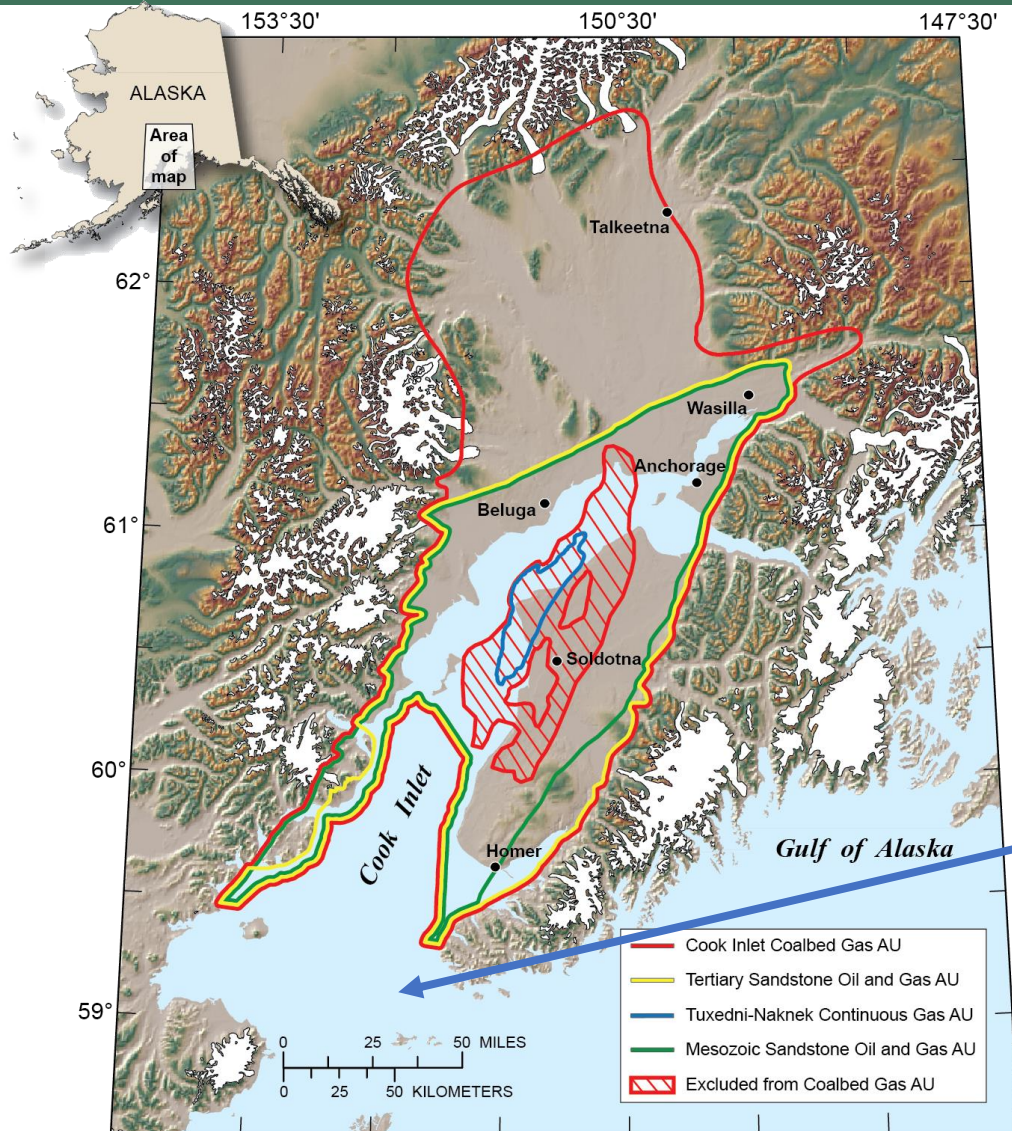 153°30'
150°30'
147°30'
ALASKA
Area
of
map
Talkeetna
62°
Wasilla
Anchorage
Beluga
61°
Soldotna
60°
Cook Inlet
Homer
Gulf of Alaska
Cook Inlet Coalbed Gas AU
Tertiary Sandstone Oil and Gas AU
59°
Tuxedni-Naknek Continuous Gas AU
0 25 50 MILES
Mesozoic Sandstone Oil and Gas AU
0 25 50 KILOMETERS
Excluded from Coalbed Gas AU